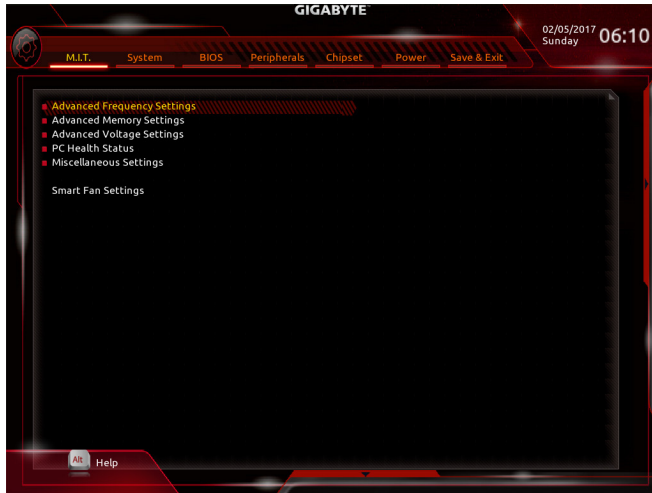 GIGABYTE™
02/05/2017 06:10
Sunday
M.I.T. System BIOS Peripherals Chipset Power Save & Exit
Advanced Frequency Settings
Advanced Memory Settings
Advanced Voltage Settings
PC Health Status
Miscellaneous Settings
Smart Fan Settings
Alt Help